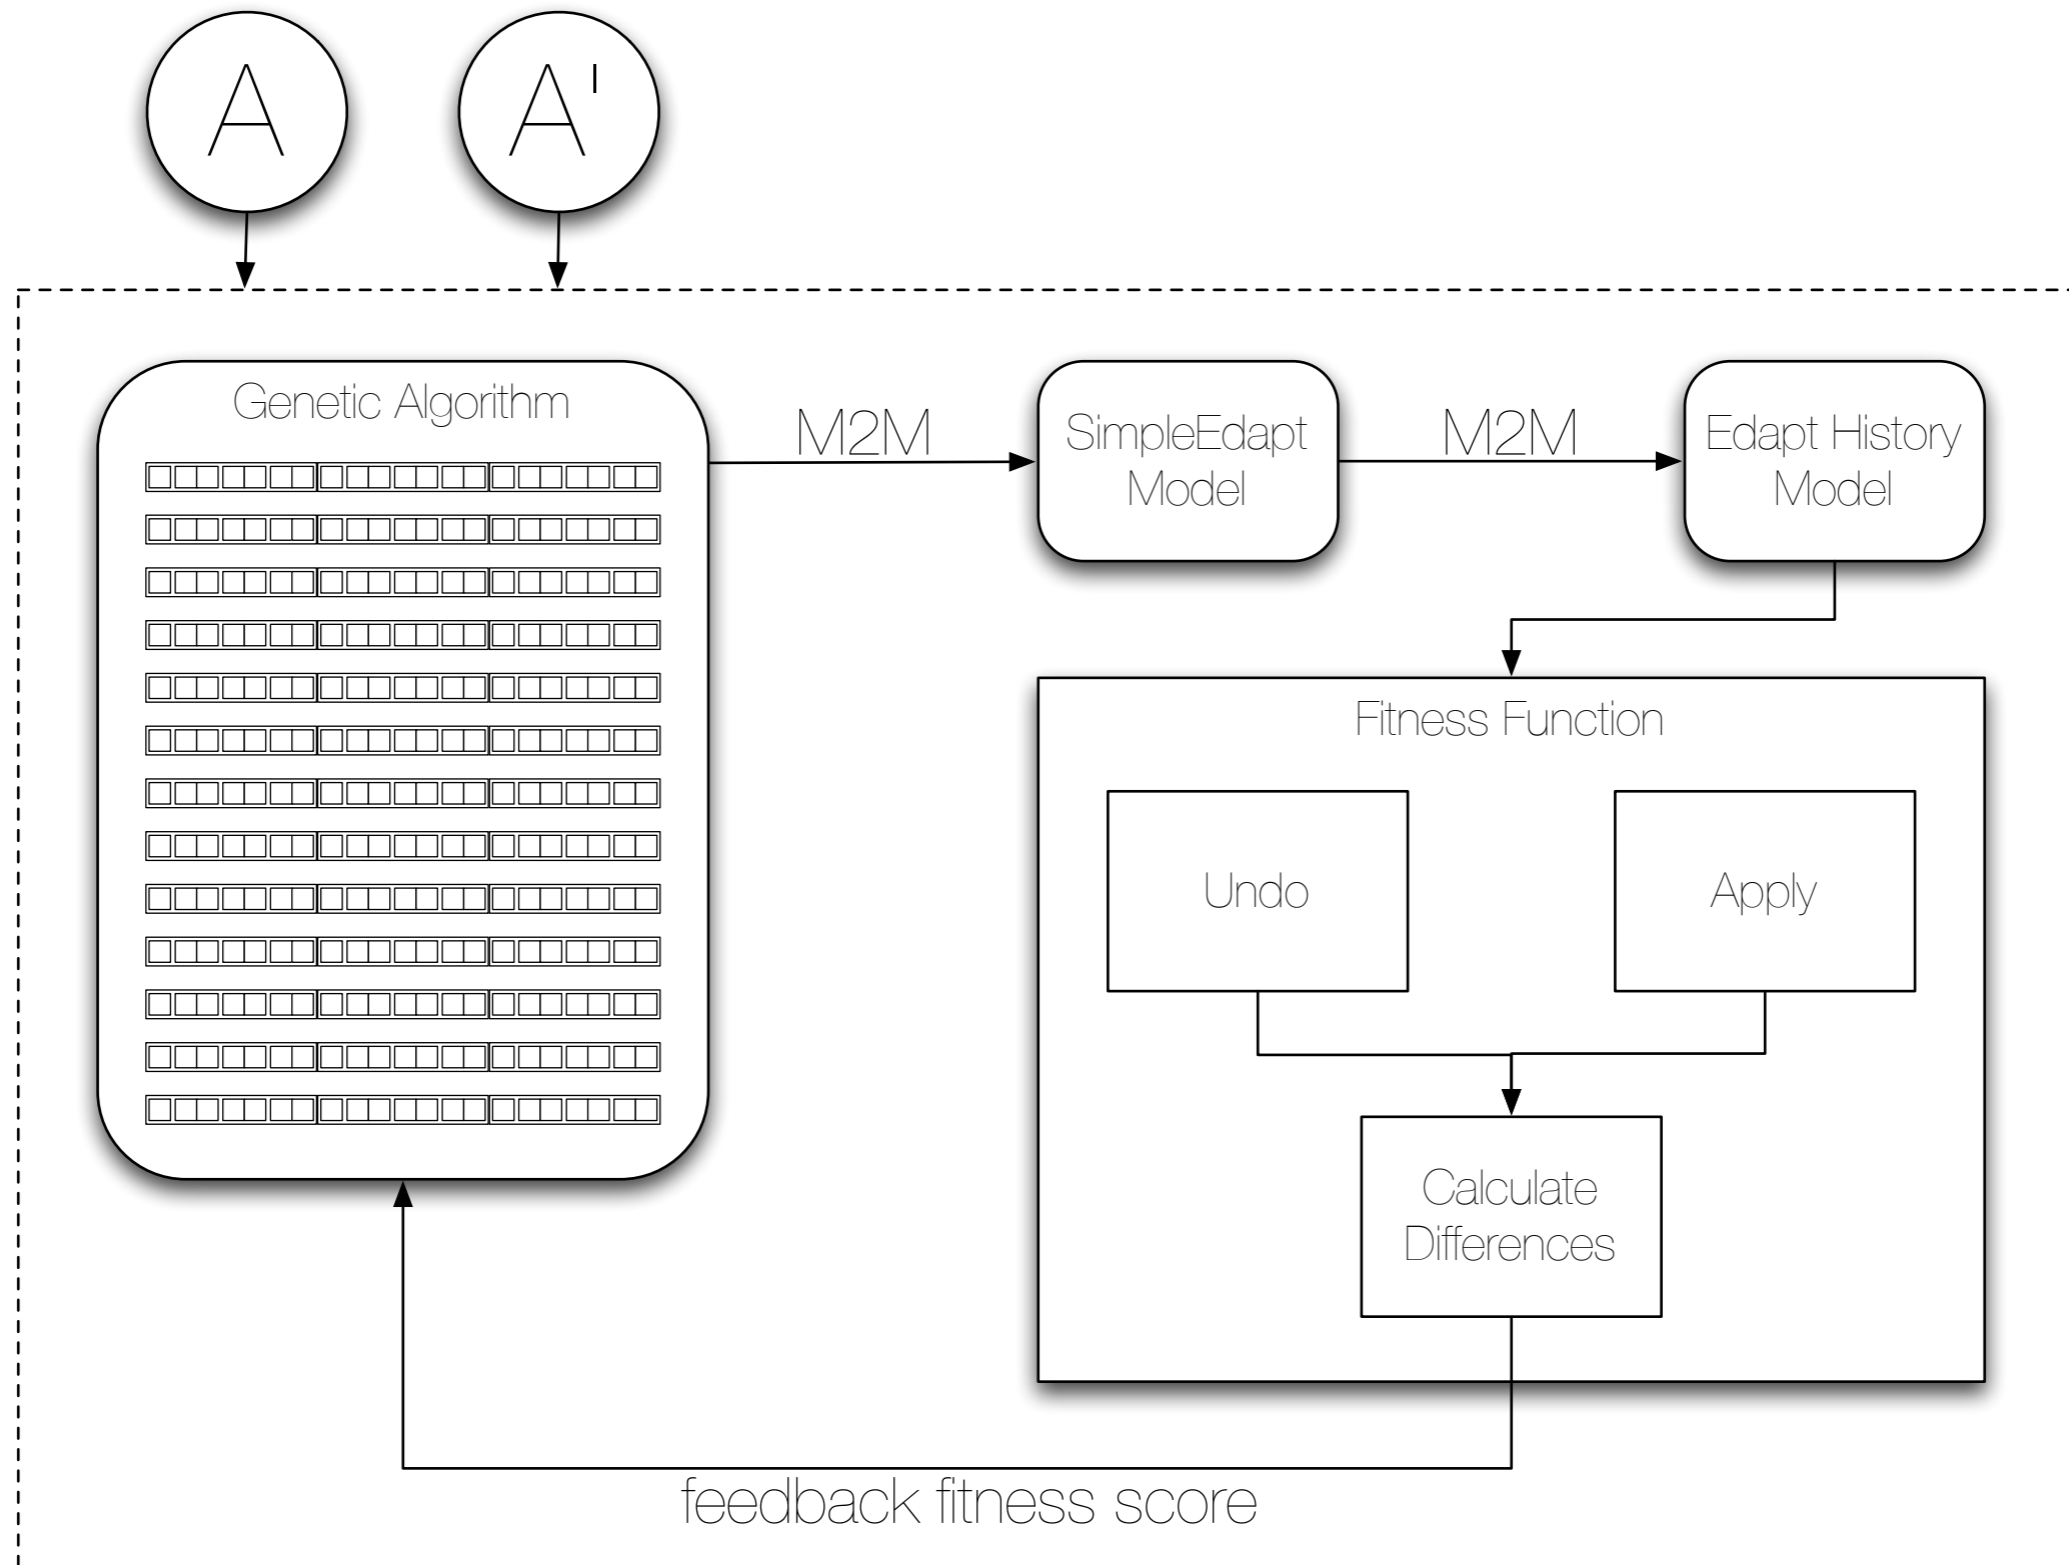 A
A'
Genetic Algorithm
M2M
SimpleEdapt
Model
M2M
Edapt History
Model
Fitness Function
Undo
Apply
Calculate
Differences
feedback fitness score